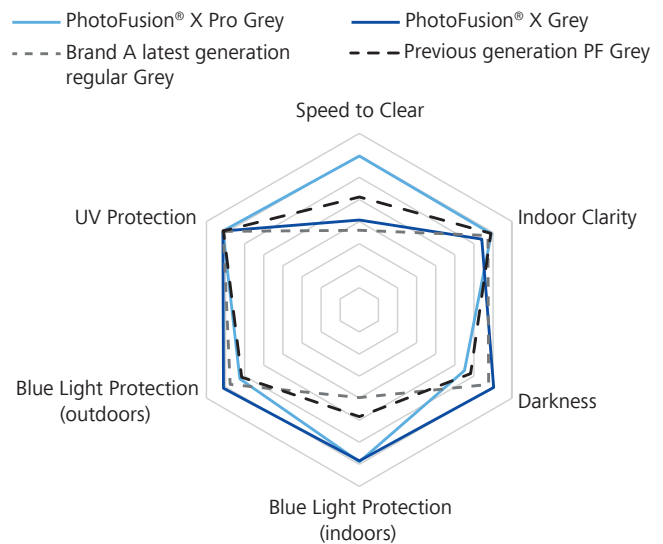 PhotoFusion® X Pro Grey
PhotoFusion® X Grey
Brand A latest generation
regular Grey
Previous generation PF Grey
Speed to Clear
UV Protection
Indoor Clarity
Blue Light Protection
(outdoors)
Darkness
Blue Light Protection
(indoors)